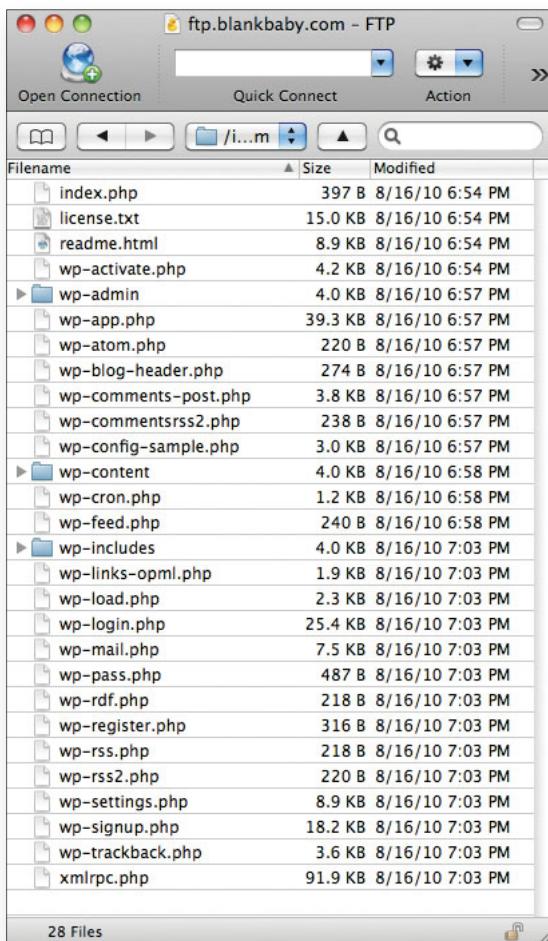 ftp.blankbaby.com – FTP
Open Connection Quick Connect Action
/i...m
Filename Size Modified
index.php 397 B 8/16/10 6:54 PM
license.txt 15.0 KB 8/16/10 6:54 PM
readme.html 8.9 KB 8/16/10 6:54 PM
wp-activate.php 4.2 KB 8/16/10 6:54 PM
wp-admin 4.0 KB 8/16/10 6:57 PM
wp-app.php 39.3 KB 8/16/10 6:57 PM
wp-atom.php 220 B 8/16/10 6:57 PM
wp-blog-header.php 274 B 8/16/10 6:57 PM
wp-comments-post.php 3.8 KB 8/16/10 6:57 PM
wp-commentsrss2.php 238 B 8/16/10 6:57 PM
wp-config-sample.php 3.0 KB 8/16/10 6:57 PM
wp-content 4.0 KB 8/16/10 6:58 PM
wp-cron.php 1.2 KB 8/16/10 6:58 PM
wp-feed.php 240 B 8/16/10 6:58 PM
wp-includes 4.0 KB 8/16/10 7:03 PM
wp-links-opml.php 1.9 KB 8/16/10 7:03 PM
wp-load.php 2.3 KB 8/16/10 7:03 PM
wp-login.php 25.4 KB 8/16/10 7:03 PM
wp-mail.php 7.5 KB 8/16/10 7:03 PM
wp-pass.php 487 B 8/16/10 7:03 PM
wp-rdf.php 218 B 8/16/10 7:03 PM
wp-register.php 316 B 8/16/10 7:03 PM
wp-rss.php 218 B 8/16/10 7:03 PM
wp-rss2.php 220 B 8/16/10 7:03 PM
wp-settings.php 8.9 KB 8/16/10 7:03 PM
wp-signup.php 18.2 KB 8/16/10 7:03 PM
wp-trackback.php 3.6 KB 8/16/10 7:03 PM
xmlrpc.php 91.9 KB 8/16/10 7:03 PM
28 Files